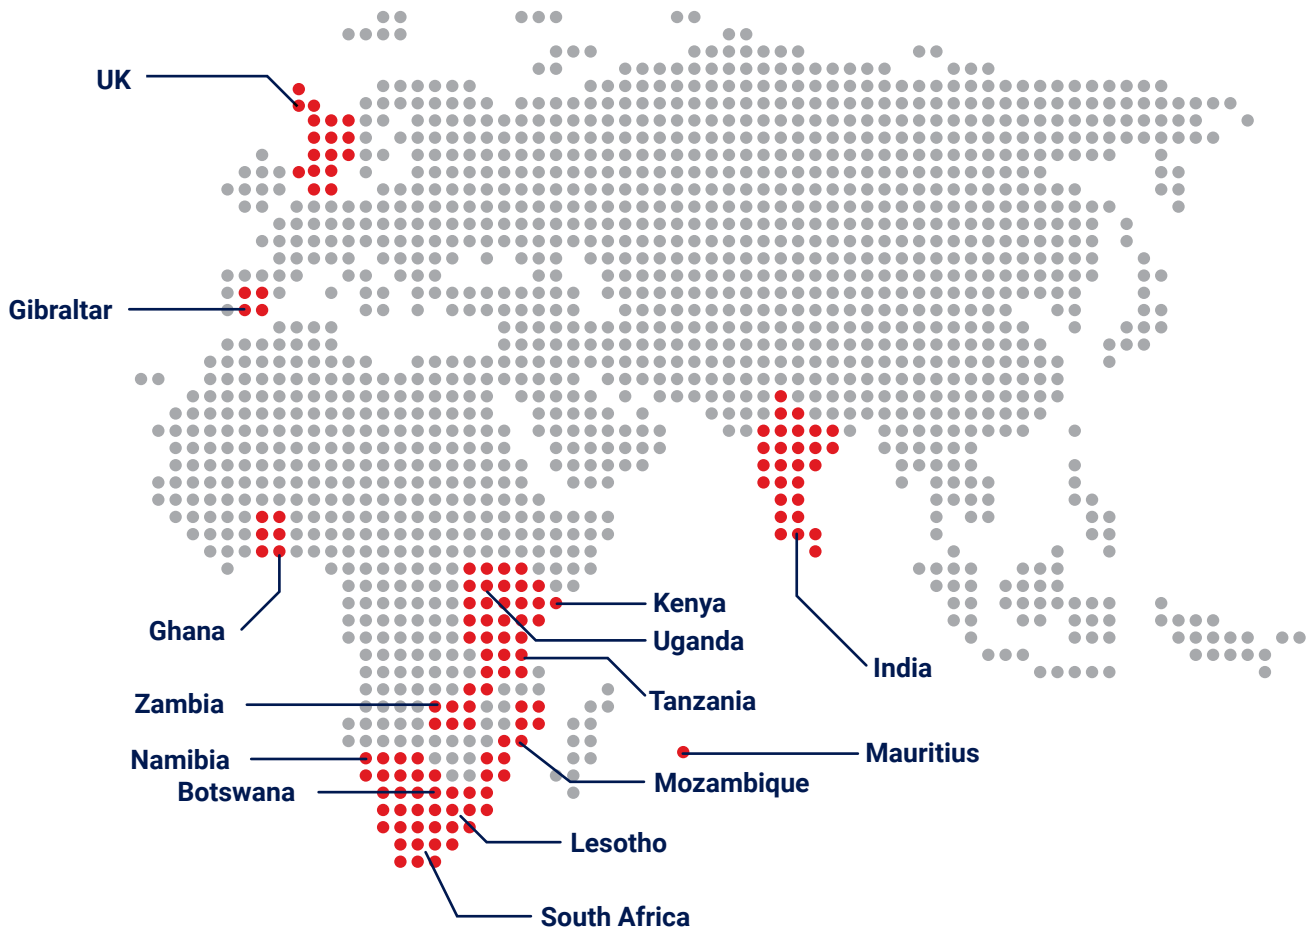 UK
Gibraltar
Ghana
Kenya
Uganda
India
Tanzania
Zambia
Namibia
Mauritius
Botswana
Mozambique
Lesotho
South Africa